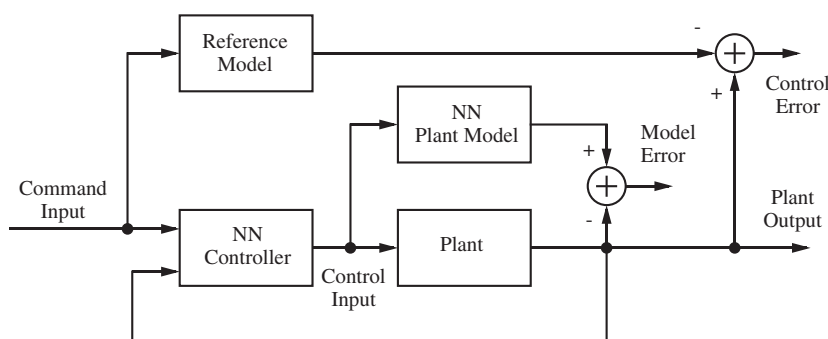 Reference
Model
-
+
Control
Error
NN
Plant Model
+
Model
Error
-
Command
Input
NN
Controller
Control
Input
Plant
Plant
Output